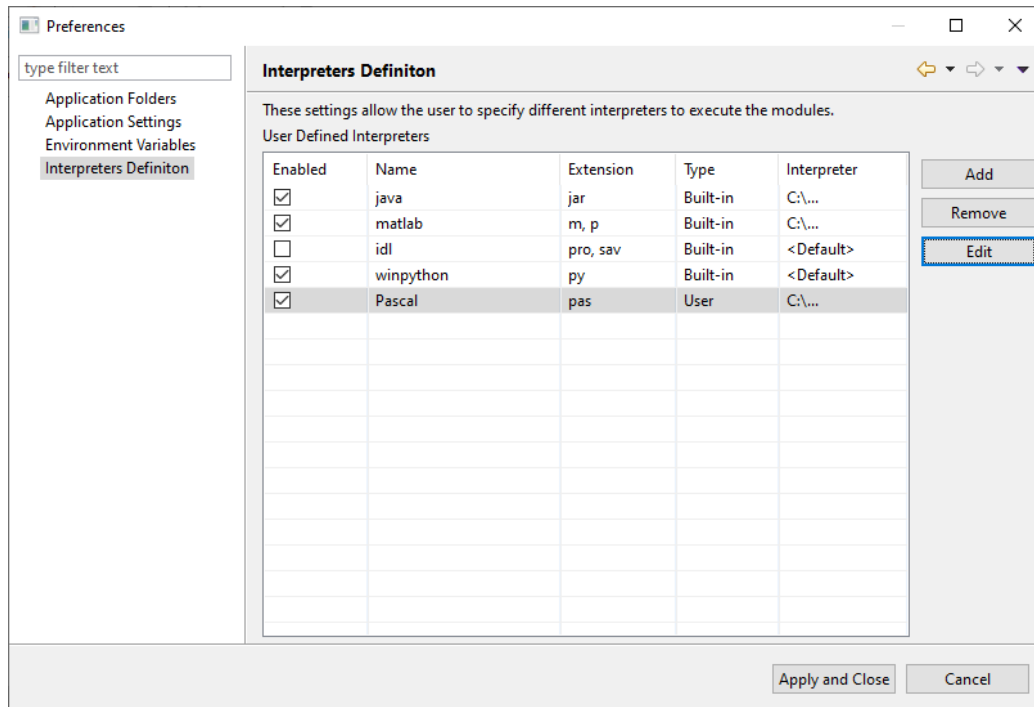 Preferences
type filter text
Application Folders
Application Settings
Environment Variables
Interpreters Definiton
Interpreters Definiton
These settings allow the user to specify different interpreters to execute the modules.
User Defined Interpreters
Enabled Name Extension Type Interpreter
java jar Built-in C:\...
matlab m, p Built-in C:\...
idl pro, sav Built-in <Default>
winpython py Built-in <Default>
Pascal pas User C:\...
Add
Remove
Edit
Apply and Close Cancel